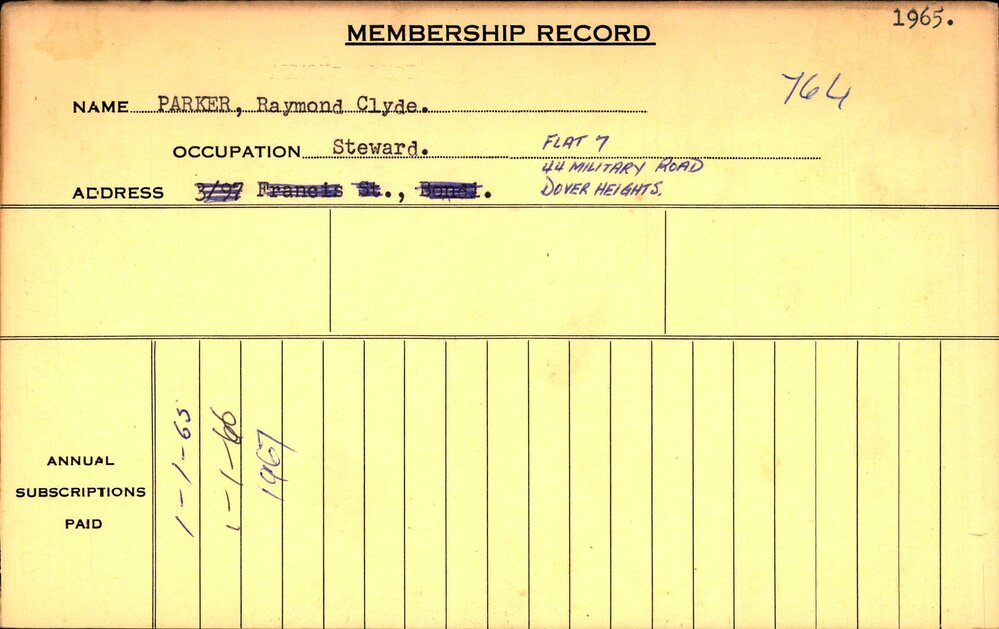 1965.
MEMBERSHIP RECORD
764
NAME PARKER, Raymond Clyde.
OCCUPATION Steward.
FLAT 7
44 MILITARY ROAD
DOVER HEIGHTS.
ADDRESS 3/97 Francis St., Bondi.
ANNUAL
SUBSCRIPTIONS
PAID
1-1-65
1-1-66
1967